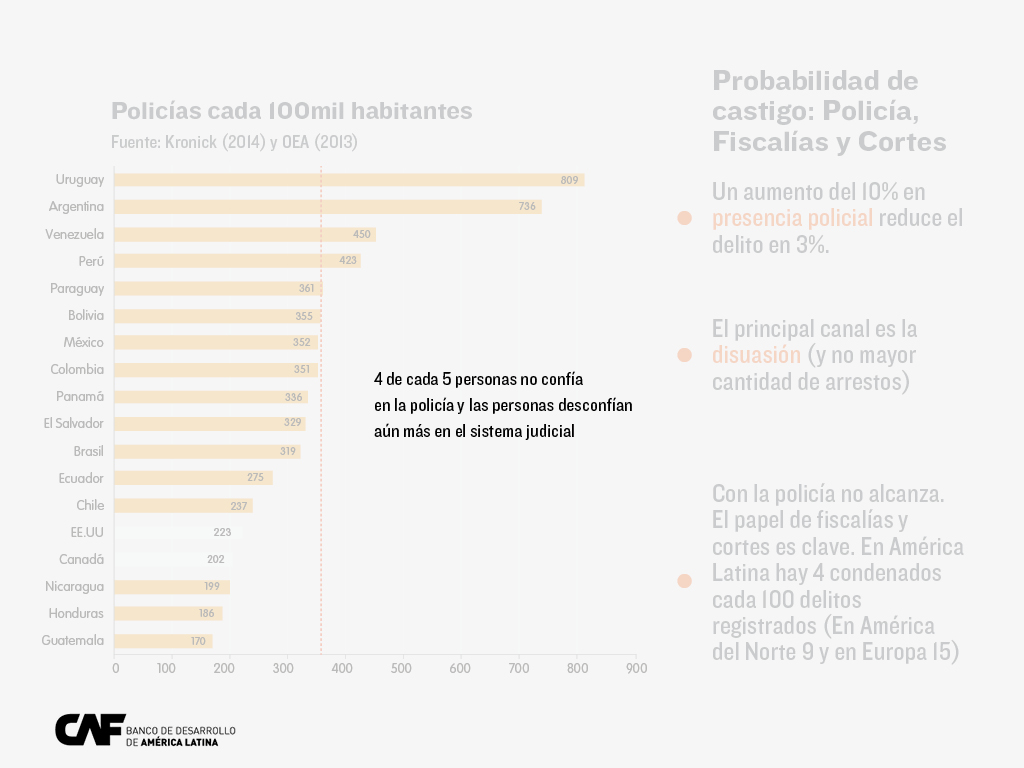 Policías cada 100mil habitantes
Fuente: Kronick (2014) y OEA (2013)
Uruguay 809
Argentina 736
Venezuela 450
Perú 423
Paraguay 361
Bolivia 355
México 352
Colombia 351
Panamá 336
El Salvador 329
Brasil 319
Ecuador 275
Chile 237
EE.UU 223
Canadá 202
Nicaragua 199
Honduras 186
Guatemala 170
0 100 200 300 400 500 600 700 800 900
4 de cada 5 personas no confía
en la policía y las personas desconfían
aún más en el sistema judicial
Probabilidad de
castigo: Policía,
Fiscalías y Cortes
Un aumento del 10% en
presencia policial reduce el
delito en 3%.
El principal canal es la
disuasión (y no mayor
cantidad de arrestos)
Con la policía no alcanza.
El papel de fiscalías y
cortes es clave. En América
Latina hay 4 condenados
cada 100 delitos
registrados (En América
del Norte 9 y en Europa 15)
CAF
BANCO DE DESARROLLO
DE AMÉRICA LATINA